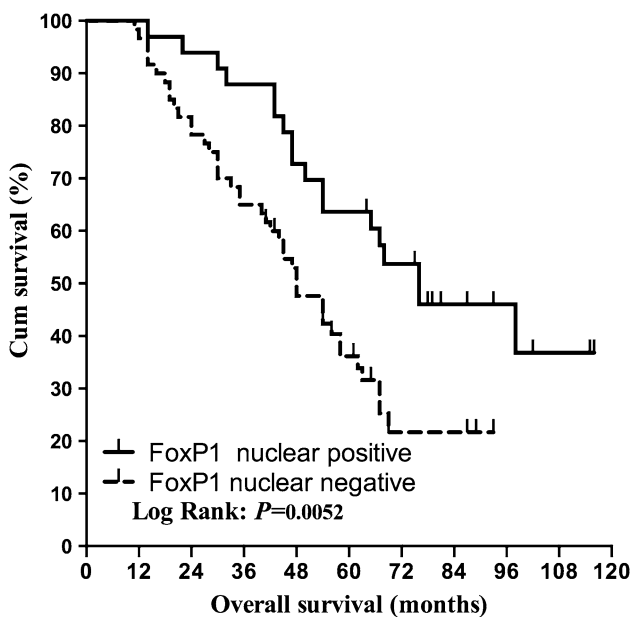 Cum survival (%)
100
90
80
70
60
50
40
30
20
10
0
FoxP1 nuclear positive
FoxP1 nuclear negative
Log Rank: P=0.0052
0 12 24 36 48 60 72 84 96 108 120
Overall survival (months)